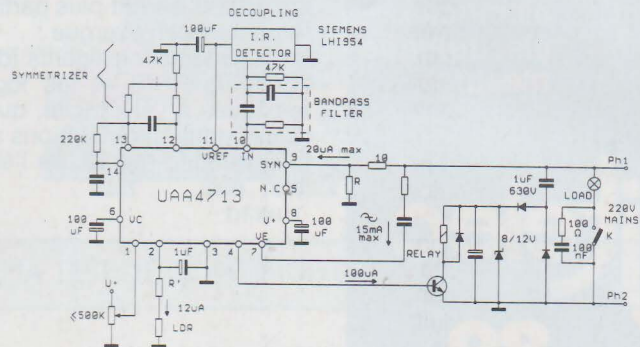 DECOUPLING
100uF
SIEMENS
LHI954
I.R.
DETECTOR
47K
47K
SYMMETRIZER
BANDPASS
FILTER
220K
13
12
11
10
VREF
IN
14
SYN
9
20uA max
10
Ph1
R
1uF
630V
LOAD
UAA4713
N.C
5
6
VC
100
uF
V+
8
100
uF
VE
15mA
max
220V
MAINS
RELAY
8/12V
100
Ω
100
nF
K
1
2
3
4
7
1uF
100uA
V+
R'
≤500K
12uA
LDR
Ph2